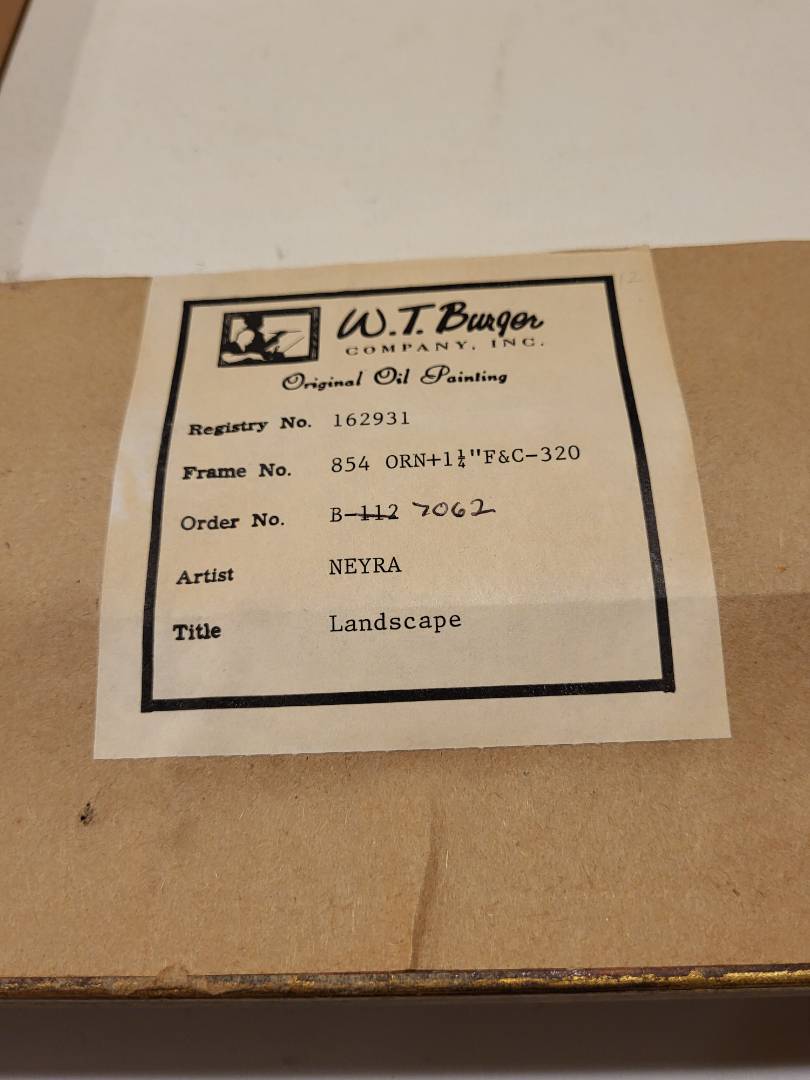 W.T. Burger
COMPANY, INC.
Original Oil Painting
Registry No. 162931
Frame No. 854 ORN+1¼"F&C-320
Order No. B-112 7062
Artist NEYRA
Title Landscape
12